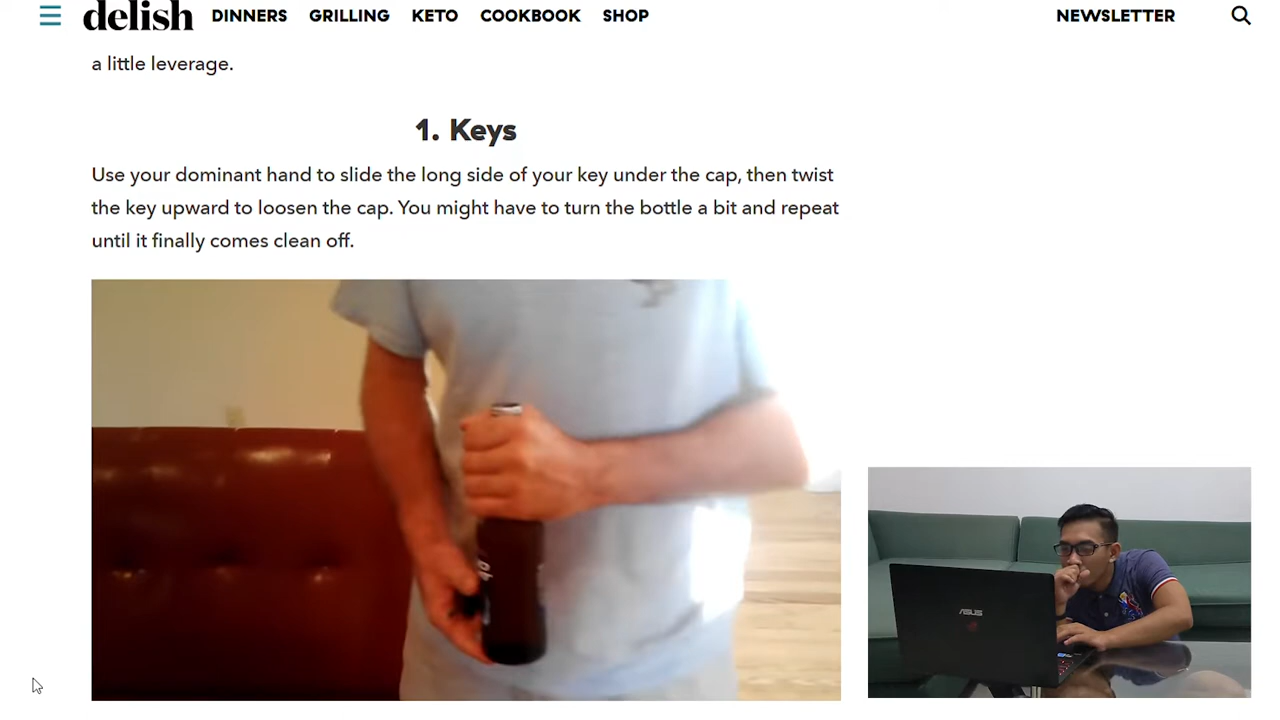 delish
DINNERS GRILLING KETO COOKBOOK SHOP NEWSLETTER
a little leverage.
1. Keys
Use your dominant hand to slide the long side of your key under the cap, then twist
the key upward to loosen the cap. You might have to turn the bottle a bit and repeat
until it finally comes clean off.
ASUS